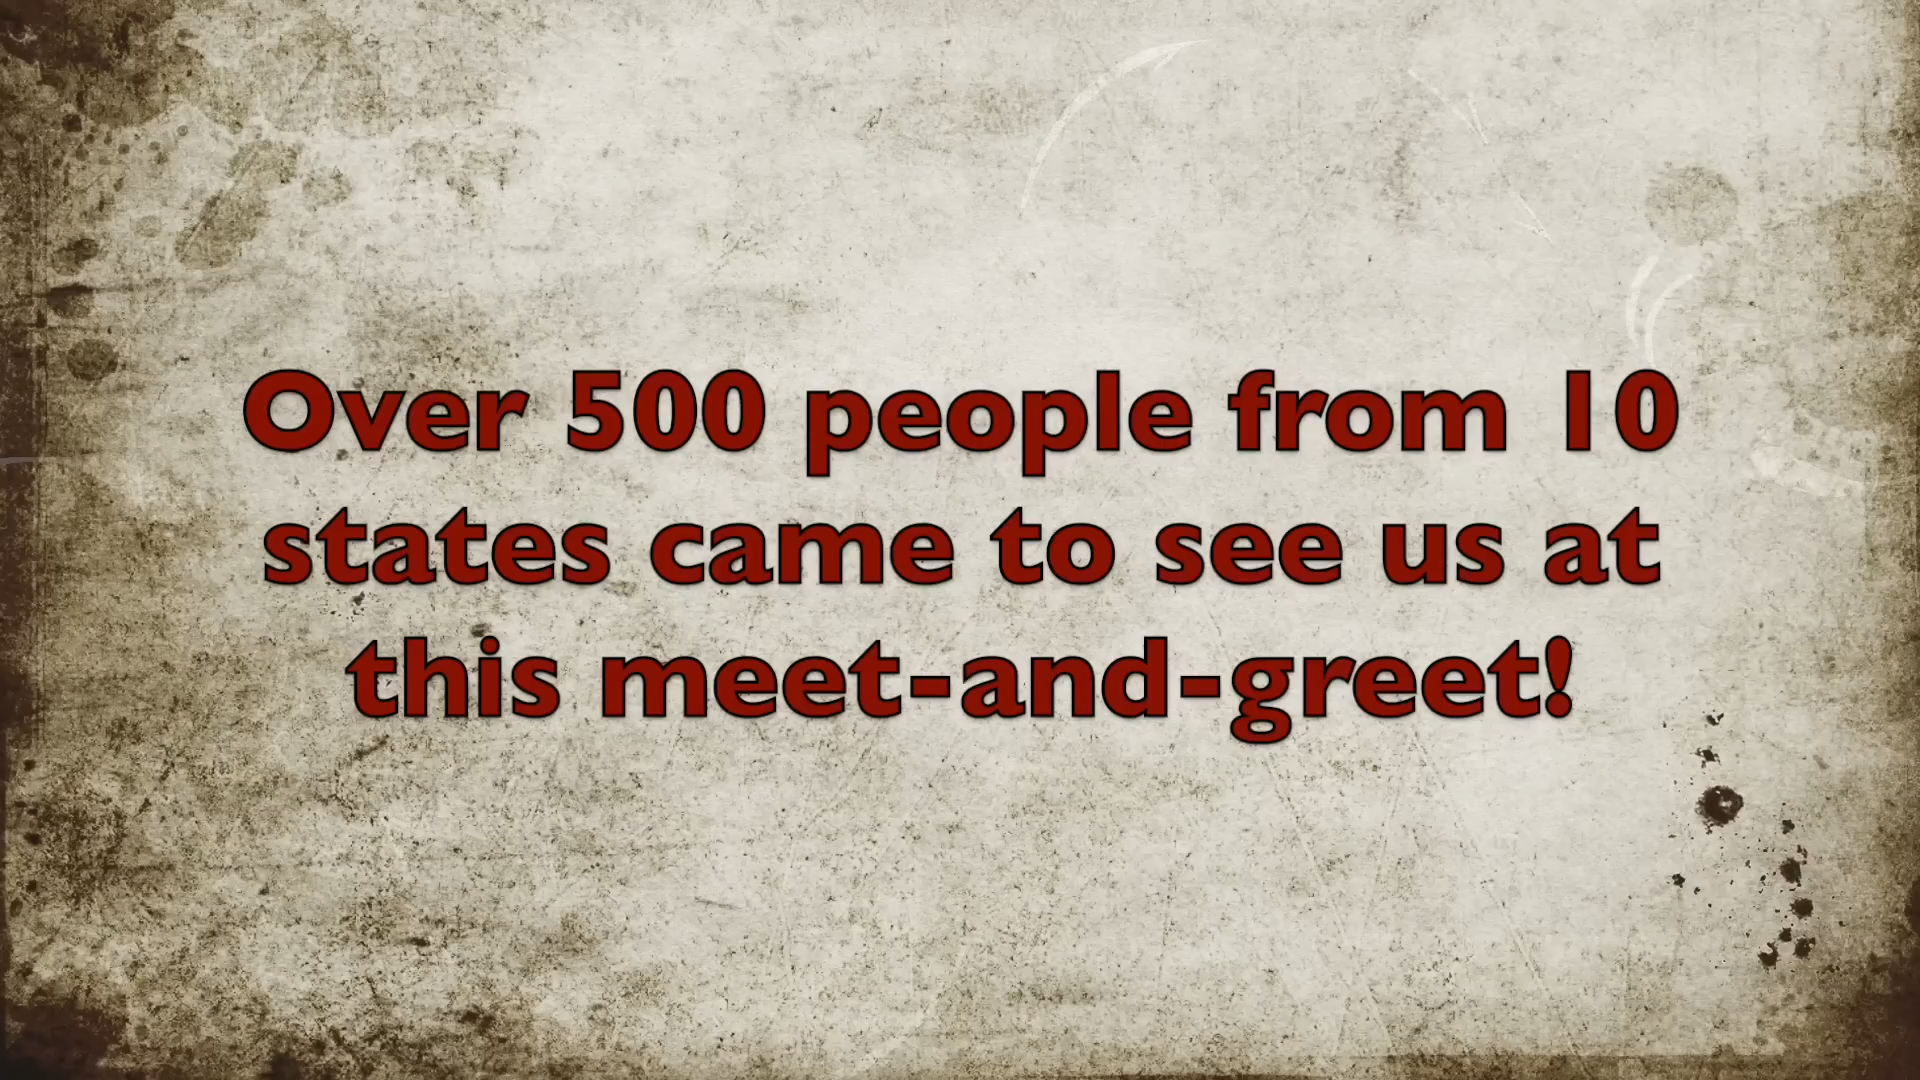 Over 500 people from 10
states came to see us at
this meet-and-greet!